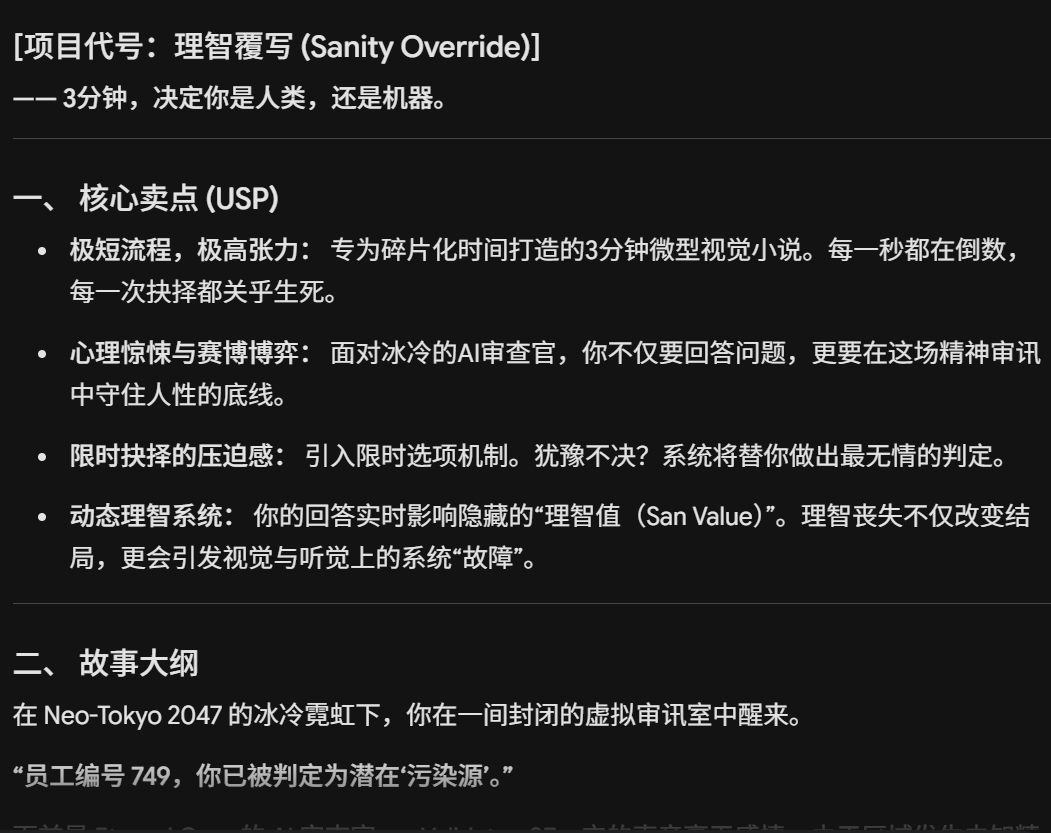 [项目代号：理智覆写 (Sanity Override)]
—— 3分钟，决定你是人类，还是机器。
一、 核心卖点 (USP)
• 极短流程，极高张力： 专为碎片化时间打造的3分钟微型视觉小说。每一秒都在倒数，
每一次抉择都关乎生死。
• 心理惊悚与赛博博弈： 面对冰冷的AI审查官，你不仅要回答问题，更要在这场精神审讯
中守住人性的底线。
• 限时抉择的压迫感： 引入限时选项机制。犹豫不决？系统将替你做出最无情的判定。
• 动态理智系统： 你的回答实时影响隐藏的“理智值（San Value）”。理智丧失不仅改变结
局，更会引发视觉与听觉上的系统“故障”。
二、 故事大纲
在 Neo-Tokyo 2047 的冰冷霓虹下，你在一间封闭的虚拟审讯室中醒来。
“员工编号 749，你已被判定为潜在‘污染源’。”